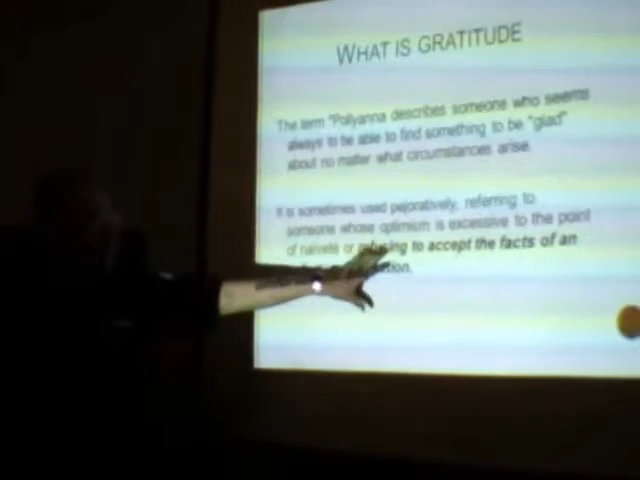 WHAT IS GRATITUDE
The term "Pollyanna describes someone who seems
always to be able to find something to be "glad"
about no matter what circumstances arise.
It is sometimes used pejoratively, referring to
someone whose optimism is excessive to the point
of naiveté or refusing to accept the facts of an